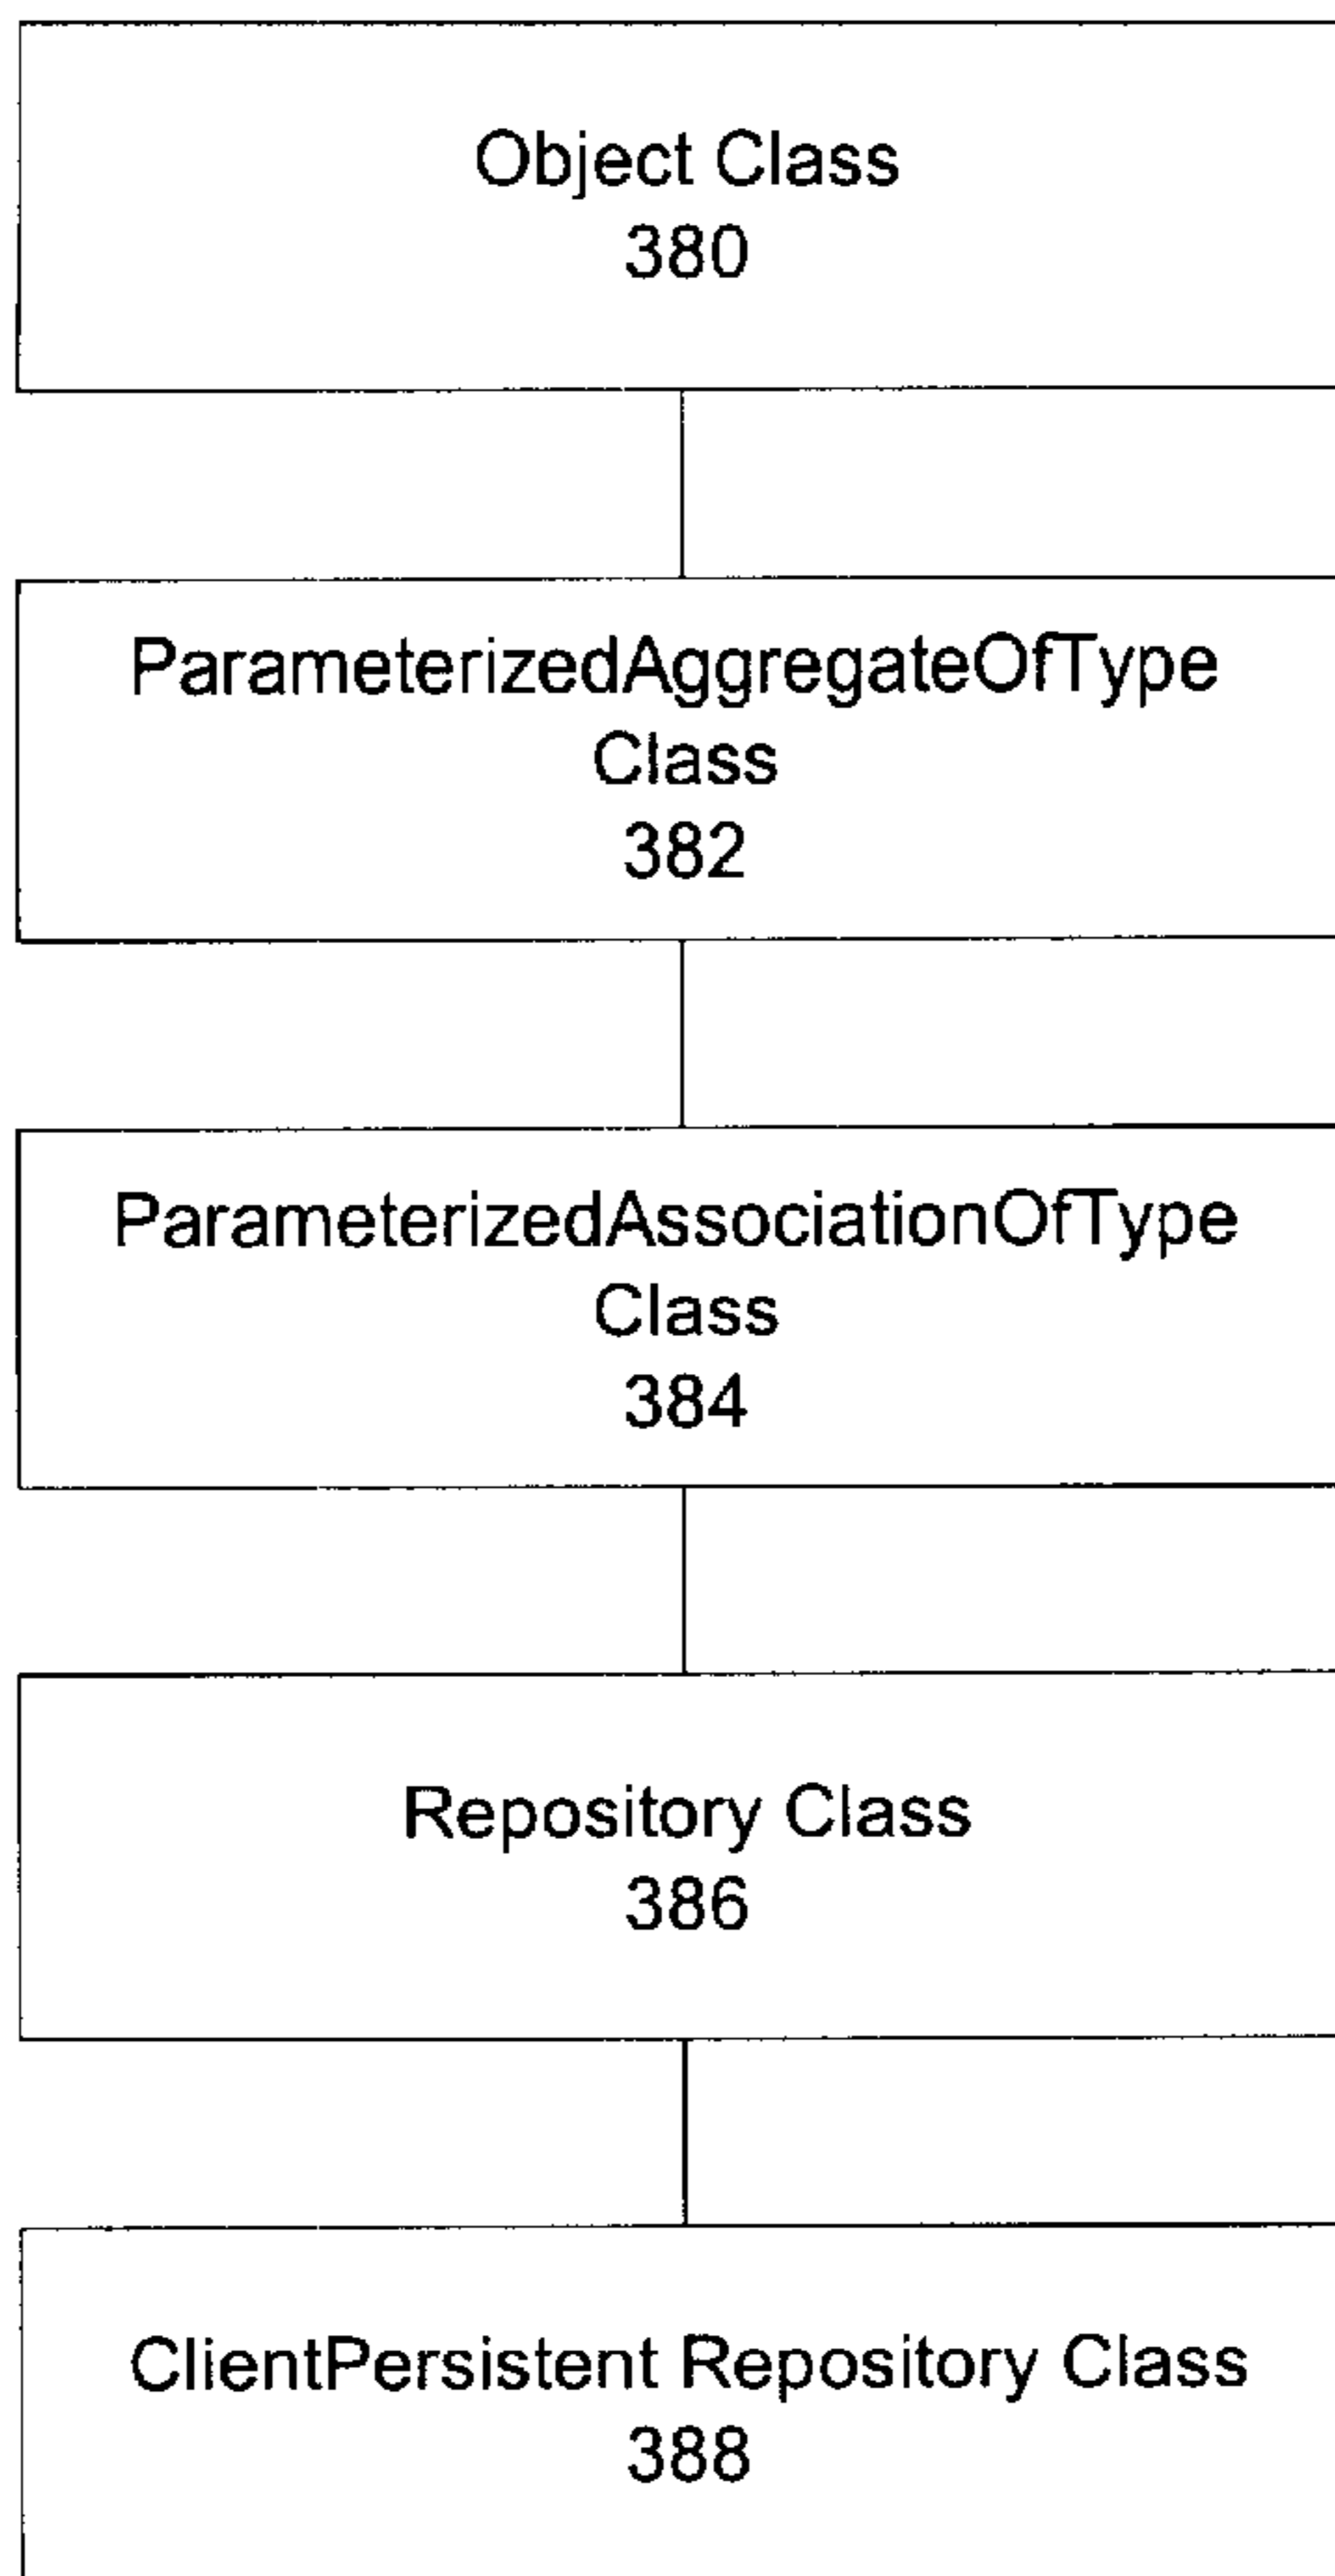 Object Class
380
ParameterizedAggregateOfType
Class
382
ParameterizedAssociationOfType
Class
384
Repository Class
386
ClientPersistent Repository Class
388